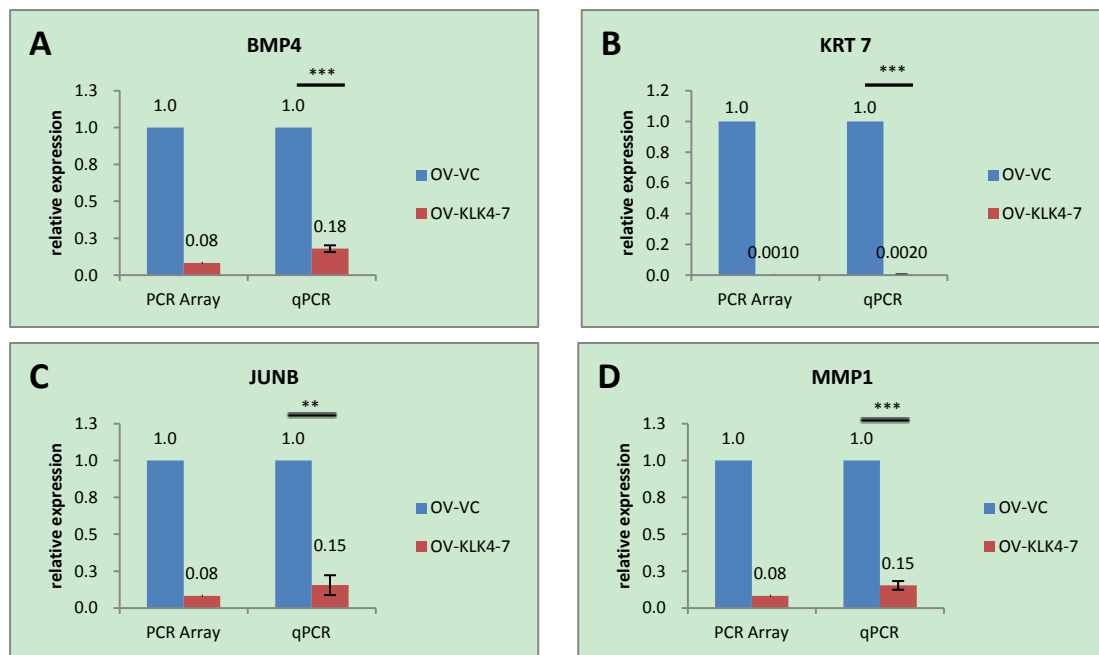 A
BMP4
***
1.3
1.0
0.8
0.5
0.3
0.0
relative expression
1.0
0.08
1.0
0.18
PCR Array
qPCR
OV-VC
OV-KLK4-7
B
KRT 7
***
1.2
1.0
0.8
0.6
0.4
0.2
0.0
relative expression
1.0
0.0010
1.0
0.0020
PCR Array
qPCR
OV-VC
OV-KLK4-7
C
JUNB
**
1.3
1.0
0.8
0.5
0.3
0.0
relative expression
1.0
0.08
1.0
0.15
PCR Array
qPCR
OV-VC
OV-KLK4-7
D
MMP1
***
1.3
1.0
0.8
0.5
0.3
0.0
relative expression
1.0
0.08
1.0
0.15
PCR Array
qPCR
OV-VC
OV-KLK4-7